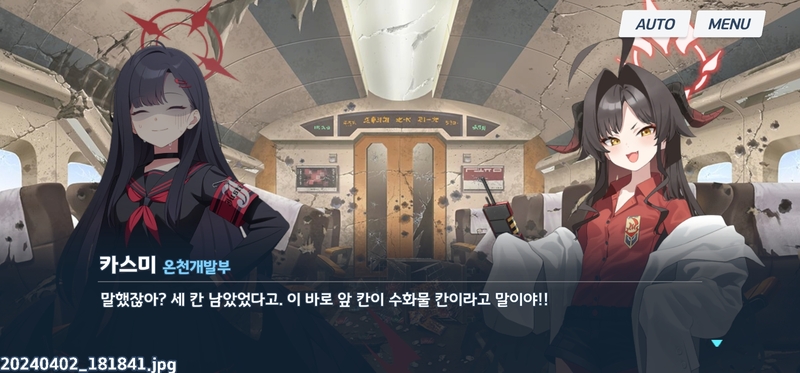 AUTO
MENU
카스미 온천개발부
말했잖아? 세 칸 남았었다고. 이 바로 앞 칸이 수화물 칸이라고 말이야!!
20240402_181841.jpg